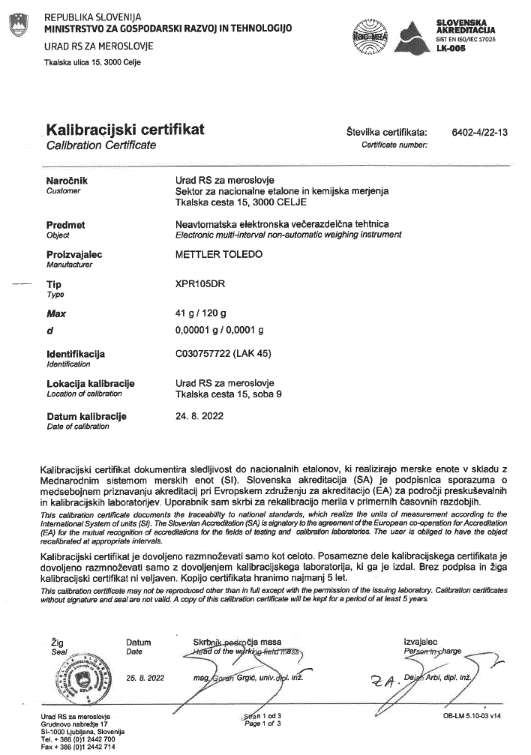 REPUBLIKA SLOVENIJA
MINISTRSTVO ZA GOSPODARSKI RAZVOJ IN TEHNOLOGIJO
URAD RS ZA MEROSLOVJE
Tkalska ulica 15, 3000 Celje
ilac-MRA
SLOVENSKA
AKREDITACIJA
SIST EN ISO/IEC 17025
LK-005
Kalibracijski certifikat
Calibration Certificate
Številka certifikata: 6402-4/22-13
Certificate number:
Naročnik Urad RS za meroslovje
Customer Sektor za nacionalne etalone in kemijska merjenja
Tkalska cesta 15, 3000 CELJE
Predmet Neavtomatska elektronska večerazdelčna tehtnica
Object Electronic multi-interval non-automatic weighing instrument
Proizvajalec METTLER TOLEDO
Manufacturer
Tip XPR105DR
Type
Max 41 g / 120 g
d 0,00001 g / 0,0001 g
Identifikacija C030757722 (LAK 45)
Identification
Lokacija kalibracije Urad RS za meroslovje
Location of calibration Tkalska cesta 15, soba 9
Datum kalibracije 24. 8. 2022
Date of calibration
Kalibracijski certifikat dokumentira sledljivost do nacionalnih etalonov, ki realizirajo merske enote v skladu z
Mednarodnim sistemom merskih enot (SI). Slovenska akreditacija (SA) je podpisnica sporazuma o
medsebojnem priznavanju akreditacij pri Evropskem združenju za akreditacijo (EA) za področji preskuševalnih
in kalibracijskih laboratorijev. Uporabnik sam skrbi za rekalibracijo merila v primernih časovnih razdobjih.
This calibration certificate documents the traceability to national standards, which realize the units of measurement according to the
International System of units (SI). The Slovenian Accreditation (SA) is signatory to the agreement of the European co-operation for Accreditation
(EA) for the mutual recognition of accreditations for the fields of testing and calibration laboratories. The user is obliged to have the object
recalibrated at appropriate intervals.
Kalibracijski certifikat je dovoljeno razmnoževati samo kot celoto. Posamezne dele kalibracijskega certifikata je
dovoljeno razmnoževati samo z dovoljenjem kalibracijskega laboratorija, ki ga je izdal. Brez podpisa in žiga
kalibracijski certifikat ni veljaven. Kopijo certifikata hranimo najmanj 5 let.
This calibration certificate may not be reproduced other than in full except with the permission of the issuing laboratory. Calibration certificates
without signature and seal are not valid. A copy of this calibration certificate will be kept for a period of at least 5 years.
Žig Datum Skrbnik področja masa Izvajalec
Seal Date Head of the working field mass Person in charge
25. 8. 2022 mag. Goran Grgić, univ. dipl. inž. ZA. Dejan Arbi, dipl. inž.
Urad RS za meroslovje
Grudnovo nabrežje 17
SI-1000 Ljubljana, Slovenija
Tel. + 386 (0)1 2442 700
Fax + 386 (0)1 2442 714
Stran 1 od 3
Page 1 of 3
OB-LM 5.10-03 v14